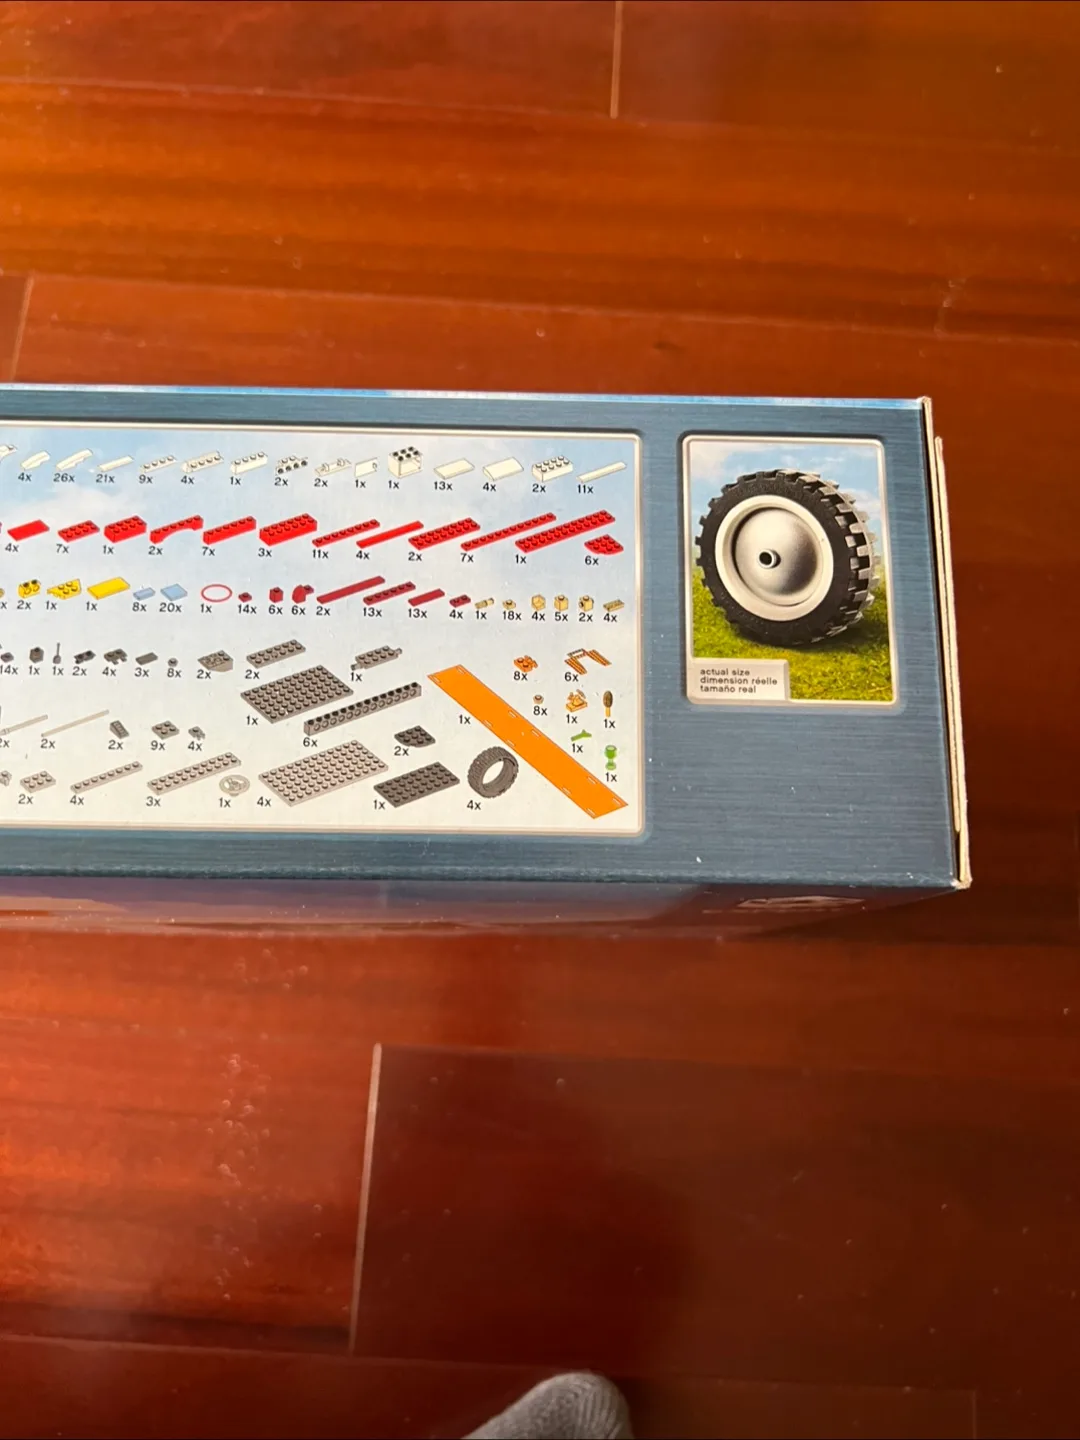 4x 26x 21x 9x 4x 1x 2x 2x 1x 1x 13x 4x 2x 11x
4x 7x 1x 2x 7x 3x 11x 4x 2x 7x 1x 6x
2x 1x 1x 8x 20x 1x 14x 6x 6x 2x 13x 13x 4x 1x 18x 4x 5x 2x 4x
14x 1x 1x 2x 4x 3x 8x 2x 2x 1x 8x 6x
1x 1x 8x 1x 1x
2x 2x 9x 4x 6x 2x 1x
2x 4x 3x 1x 4x 1x 4x
actual size
dimension réelle
tamaño real